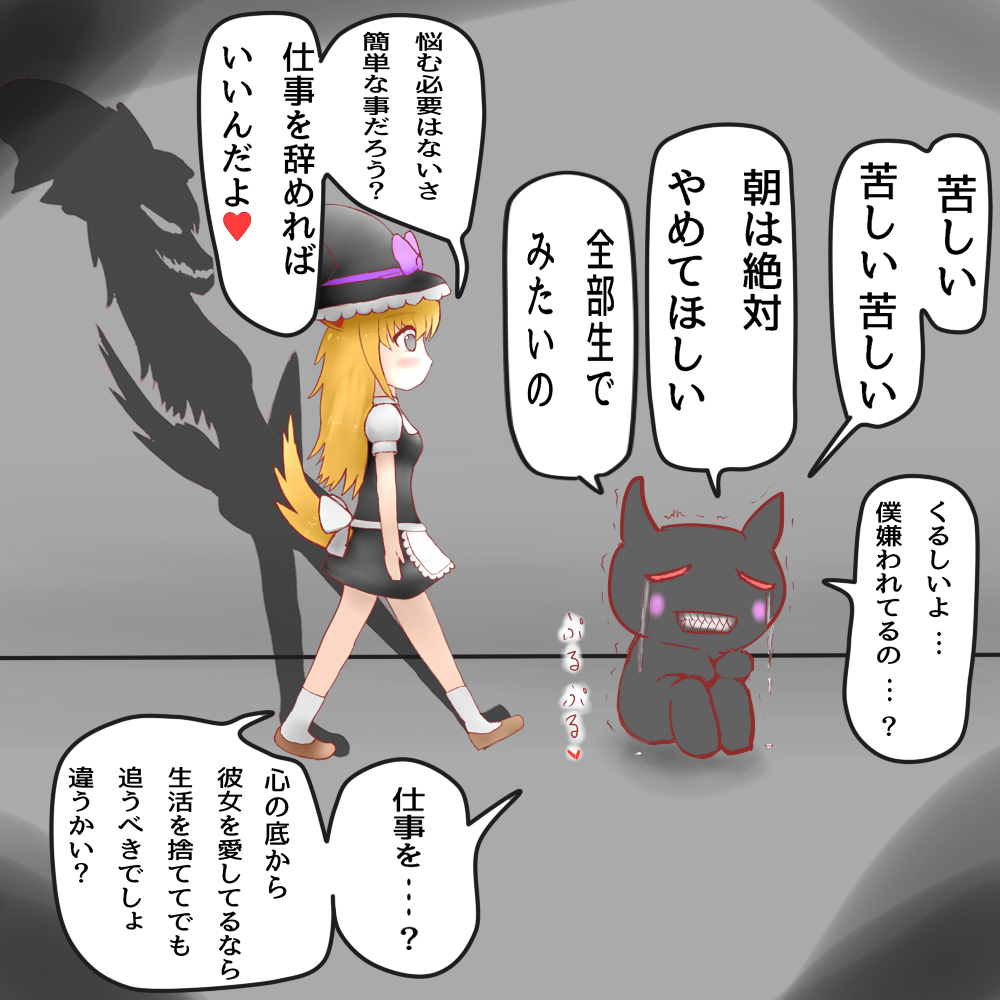 苦しい
苦しい 苦しい
朝は絶対
やめてほしい
全部生で
みたいの
くるしいよ…
僕嫌われてるの…?
ぷるぷる♥
悩む必要はないさ
簡単な事だろう?
仕事を辞めれば
いいんだよ♥
仕事を……?
心の底から
彼女を愛してるなら
生活を捨ててでも
追うべきでしょ
違うかい?